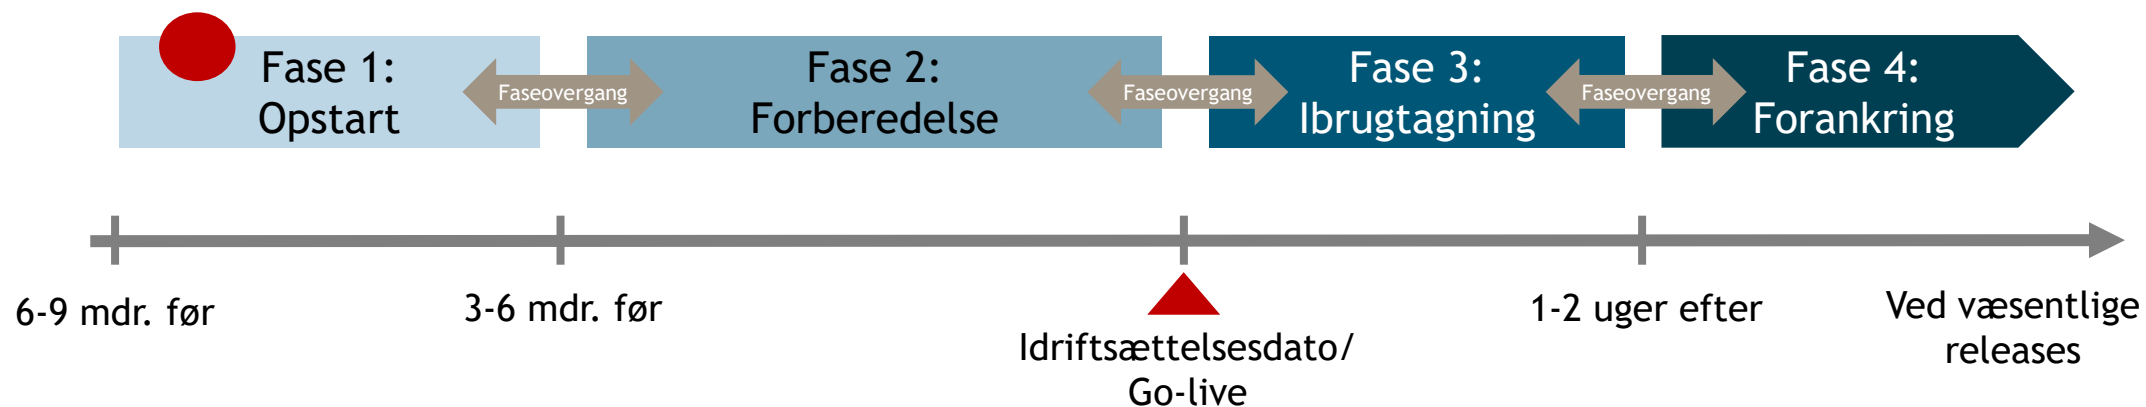 Fase 1:
Opstart
Faseovergang
Fase 2:
Forberedelse
Faseovergang
Fase 3:
Ibrugtagning
Faseovergang
Fase 4:
Forankring
6-9 mdr. før
3-6 mdr. før
Idriftsættelsesdato/
Go-live
1-2 uger efter
Ved væsentlige
releases